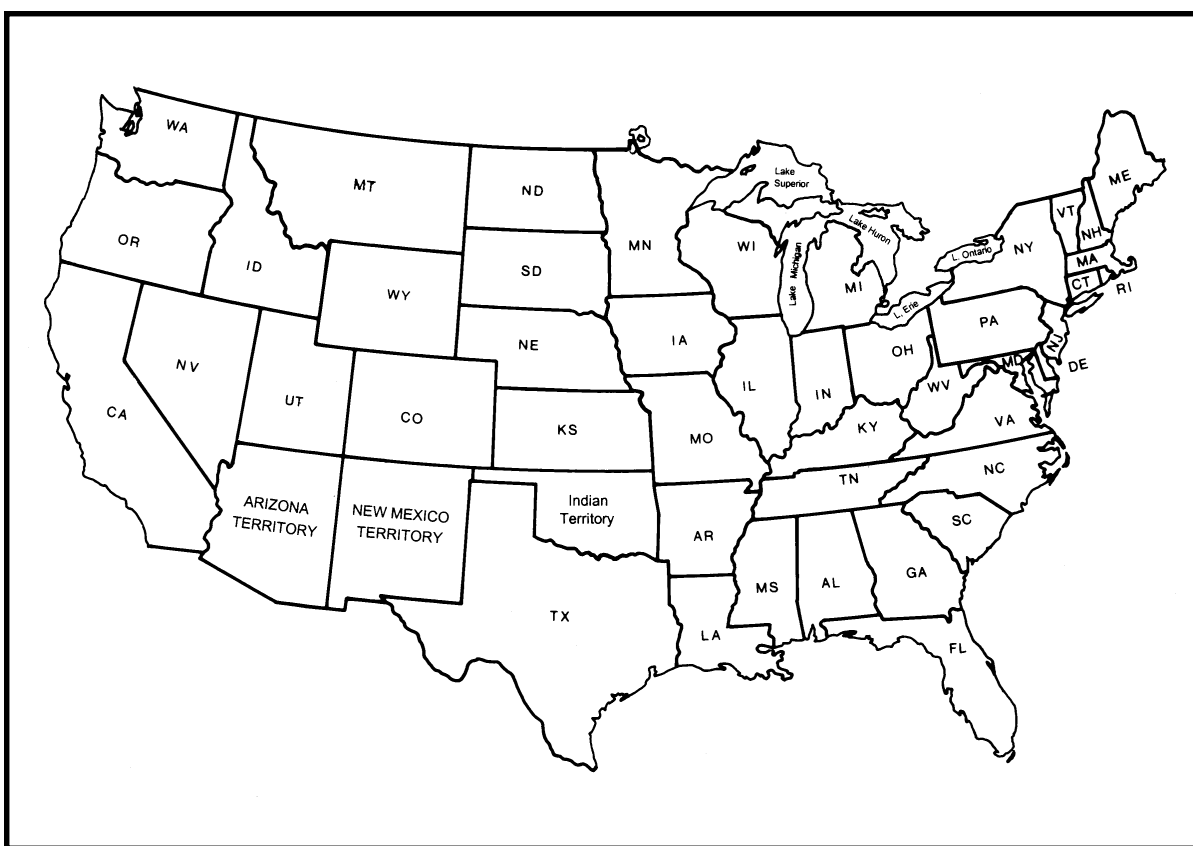 WA
MT
ND
MN
Lake
Superior
ME
VT
NH
OR
ID
WY
SD
WI
Lake Michigan
Lake Huron
MI
L. Ontario
NY
MA
CT
RI
L. Erie
PA
NJ
NE
IA
OH
MD
DE
NV
UT
CO
KS
MO
IL
IN
WV
VA
KY
CA
ARIZONA
TERRITORY
NEW MEXICO
TERRITORY
Indian
Territory
TN
NC
AR
SC
MS
AL
GA
TX
LA
FL